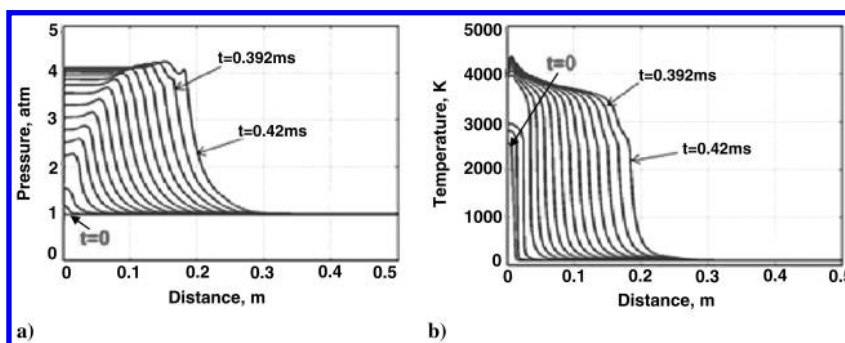 5
4
3
2
1
0
Pressure, atm
t=0.392ms
t=0.42ms
t=0
0
0.1
0.2
0.3
0.4
0.5
Distance, m
a)
5000
4000
3000
2000
1000
0
Temperature, K
t=0
t=0.392ms
t=0.42ms
0
0.1
0.2
0.3
0.4
0.5
Distance, m
b)